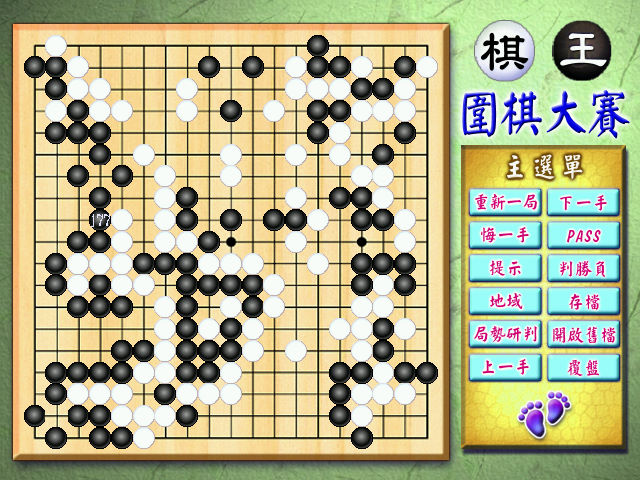 棋 王
圍棋大賽
主選單
重新一局 下一手
悔一手 PASS
提示 判勝負
地域 存檔
局勢研判 開啟舊檔
上一手 覆盤
177